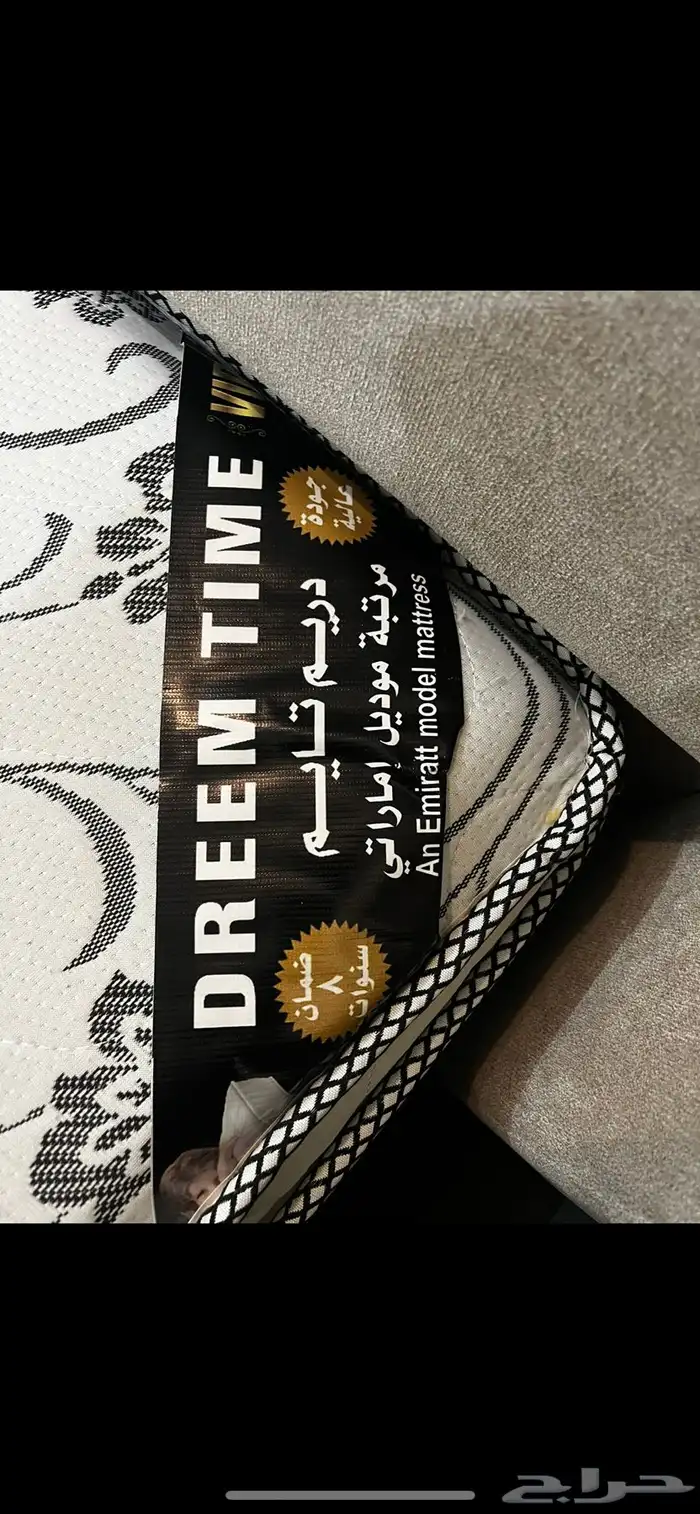 DREEM TIME
دريم تايم
مرتبة موديل إماراتي
An Emiratt model mattress
جودة
عالية
ضمان
٨
سنوات
حراج